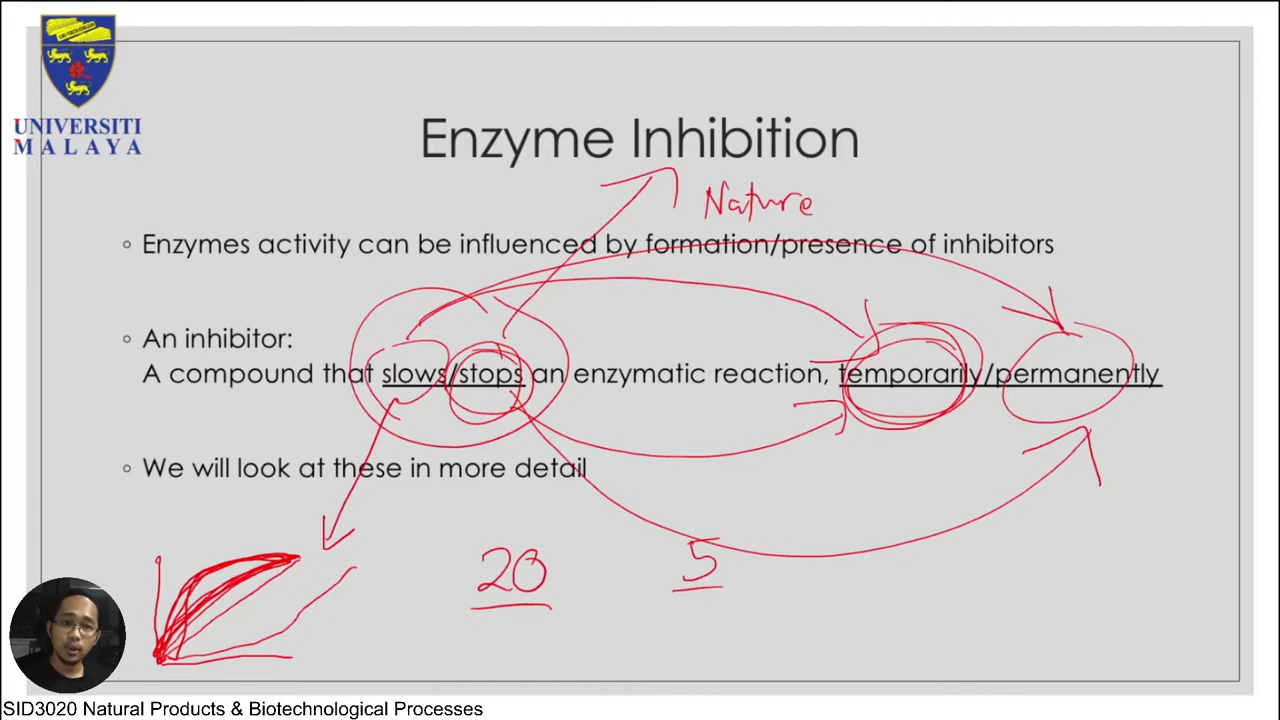 UNIVERSITI
MALAYA
Enzyme Inhibition
Nature
◦ Enzymes activity can be influenced by formation/presence of inhibitors
◦ An inhibitor:
A compound that slows/stops an enzymatic reaction, temporarily/permanently
◦ We will look at these in more detail
20 5
SID3020 Natural Products & Biotechnological Processes